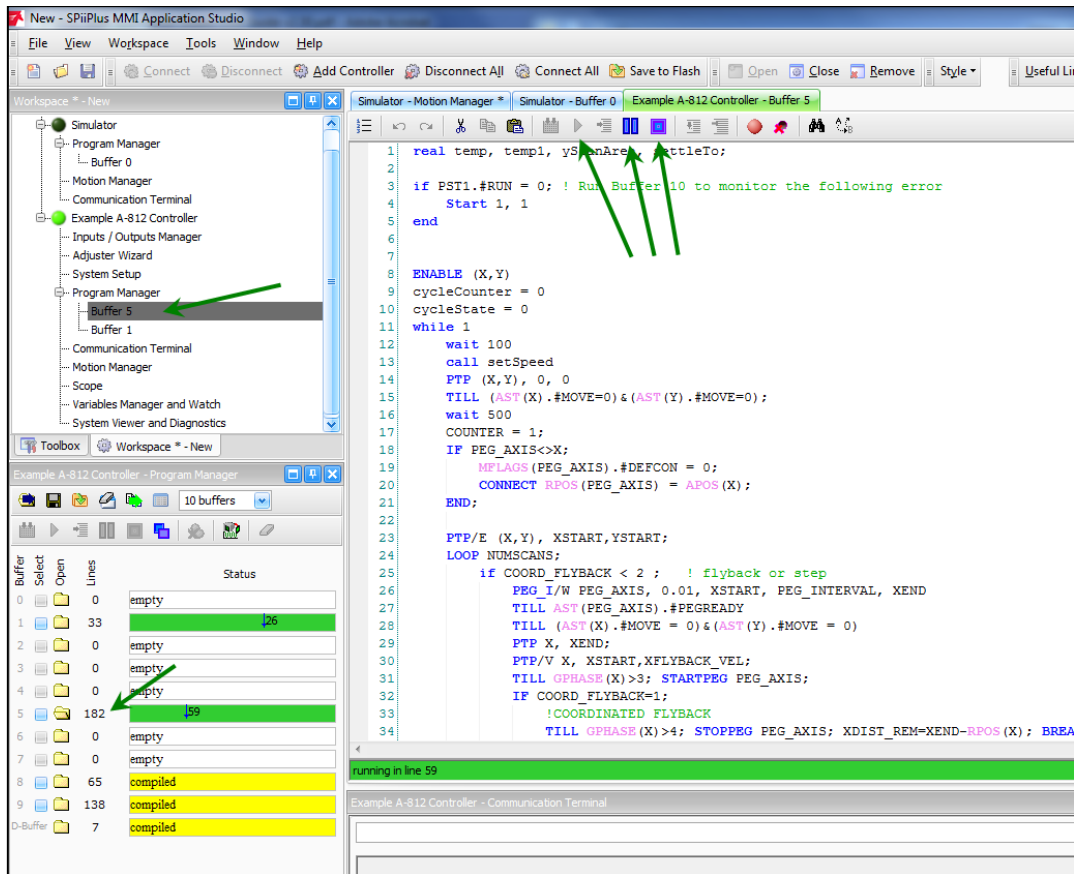 New - SPiiPlus MMI Application Studio
File View Workspace Tools Window Help
Connect Disconnect Add Controller Disconnect All Connect All Save to Flash Open Close Remove Style Useful Li
Workspace * - New
Simulator
Program Manager
Buffer 0
Motion Manager
Communication Terminal
Example A-812 Controller
Inputs / Outputs Manager
Adjuster Wizard
System Setup
Program Manager
Buffer 5
Buffer 1
Communication Terminal
Motion Manager
Scope
Variables Manager and Watch
System Viewer and Diagnostics
Toolbox Workspace * - New
Example A-812 Controller - Program Manager
10 buffers
Buffer Select Open Lines Status
0 0 empty
1 33 26
2 0 empty
3 0 empty
4 0 empty
5 182 59
6 0 empty
7 0 empty
8 65 compiled
9 138 compiled
D-Buffer 7 compiled
Simulator - Motion Manager * Simulator - Buffer 0 Example A-812 Controller - Buffer 5
1 real temp, temp1, yScanArea, settleTo;
2
3 if PST1.#RUN = 0; ! Run Buffer 10 to monitor the following error
4 Start 1, 1
5 end
6
7
8 ENABLE (X,Y)
9 cycleCounter = 0
10 cycleState = 0
11 while 1
12 wait 100
13 call setSpeed
14 PTP (X,Y), 0, 0
15 TILL (AST(X).#MOVE=0)&(AST(Y).#MOVE=0);
16 wait 500
17 COUNTER = 1;
18 IF PEG_AXIS<>X;
19 MFLAGS(PEG_AXIS).#DEFCON = 0;
20 CONNECT RPOS(PEG_AXIS) = APOS(X);
21 END;
22
23 PTP/E (X,Y), XSTART,YSTART;
24 LOOP NUMSCANS;
25 if COORD_FLYBACK < 2 ; ! flyback or step
26 PEG_I/W PEG_AXIS, 0.01, XSTART, PEG_INTERVAL, XEND
27 TILL AST(PEG_AXIS).#PEGREADY
28 TILL (AST(X).#MOVE = 0)&(AST(Y).#MOVE = 0)
29 PTP X, XEND;
30 PTP/V X, XSTART,XFLYBACK_VEL;
31 TILL GPHASE(X)>3; STARTPEG PEG_AXIS;
32 IF COORD_FLYBACK=1;
33 !COORDINATED FLYBACK
34 TILL GPHASE(X)>4; STOPPEG PEG_AXIS; XDIST_REM=XEND-RPOS(X); BREA
running in line 59
Example A-812 Controller - Communication Terminal